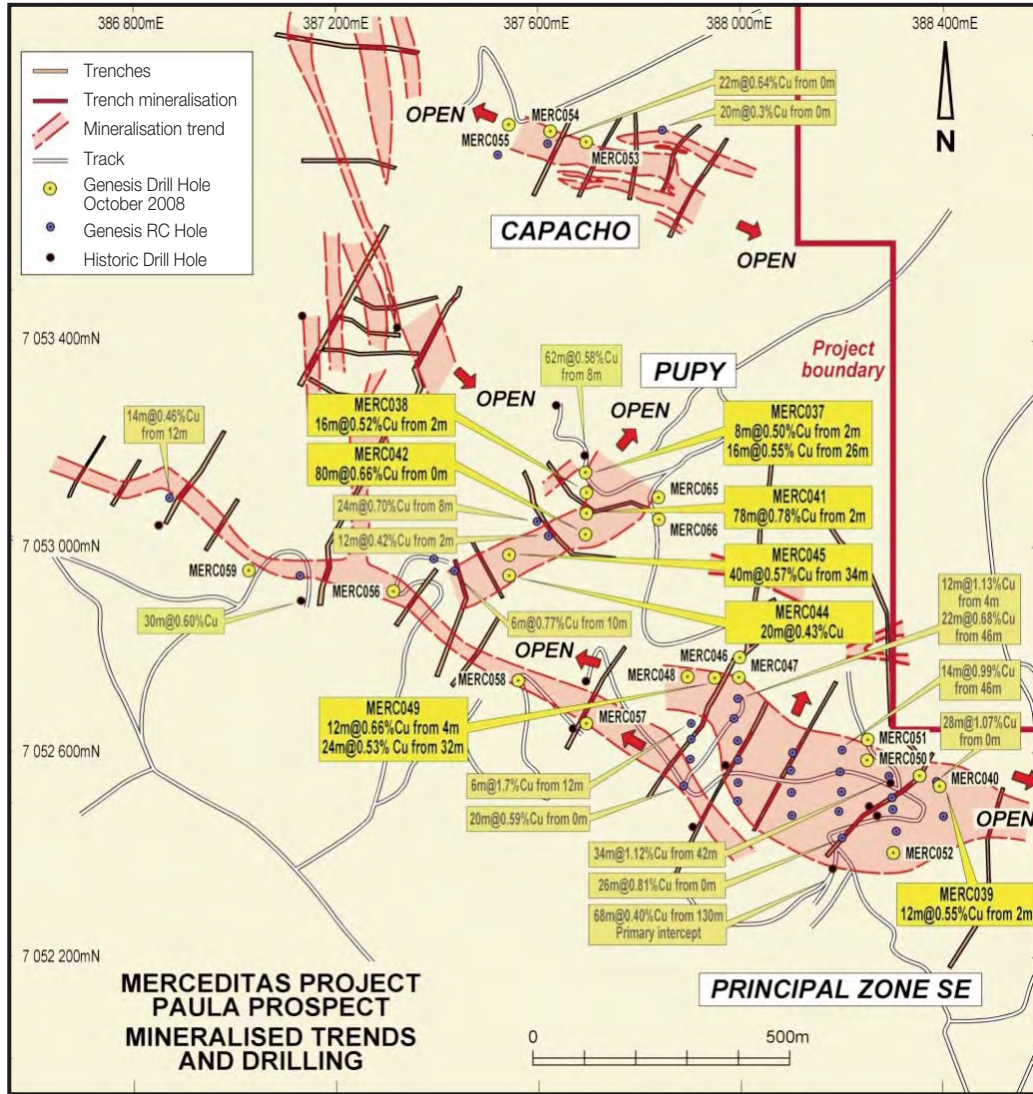 386 800mE
387 200mE
387 600mE
388 000mE
388 400mE
Trenches
Trench mineralisation
Mineralisation trend
Track
Genesis Drill Hole
October 2008
Genesis RC Hole
Historic Drill Hole
N
22m@0.64%Cu from 0m
20m@0.3%Cu from 0m
OPEN
MERC054
MERC055
MERC053
CAPACHO
OPEN
7 053 400mN
Project
boundary
62m@0.58%Cu
from 8m
PUPY
OPEN
OPEN
14m@0.46%Cu
from 12m
MERC038
16m@0.52%Cu from 2m
MERC037
8m@0.50%Cu from 2m
16m@0.55%Cu from 26m
MERC042
80m@0.66%Cu from 0m
24m@0.70%Cu from 8m
12m@0.42%Cu from 2m
MERC065
MERC066
MERC041
78m@0.78%Cu from 2m
7 053 000mN
MERC059
MERC056
MERC045
40m@0.57%Cu from 34m
12m@1.13%Cu
from 4m
22m@0.68%Cu
from 46m
30m@0.60%Cu
6m@0.77%Cu from 10m
MERC044
20m@0.43%Cu
OPEN
MERC046
MERC047
MERC048
14m@0.99%Cu
from 46m
MERC058
MERC049
12m@0.66%Cu from 4m
24m@0.53% Cu from 32m
MERC057
28m@1.07%Cu
from 0m
MERC051
MERC050
MERC040
7 052 600mN
6m@1.7%Cu from 12m
20m@0.59%Cu from 0m
OPEN
34m@1.12%Cu from 42m
MERC052
26m@0.81%Cu from 0m
MERC039
12m@0.55%Cu from 2m
68m@0.40%Cu from 130m
Primary intercept
7 052 200mN
MERCEDITAS PROJECT
PAULA PROSPECT
MINERALISED TRENDS
AND DRILLING
PRINCIPAL ZONE SE
0
500m